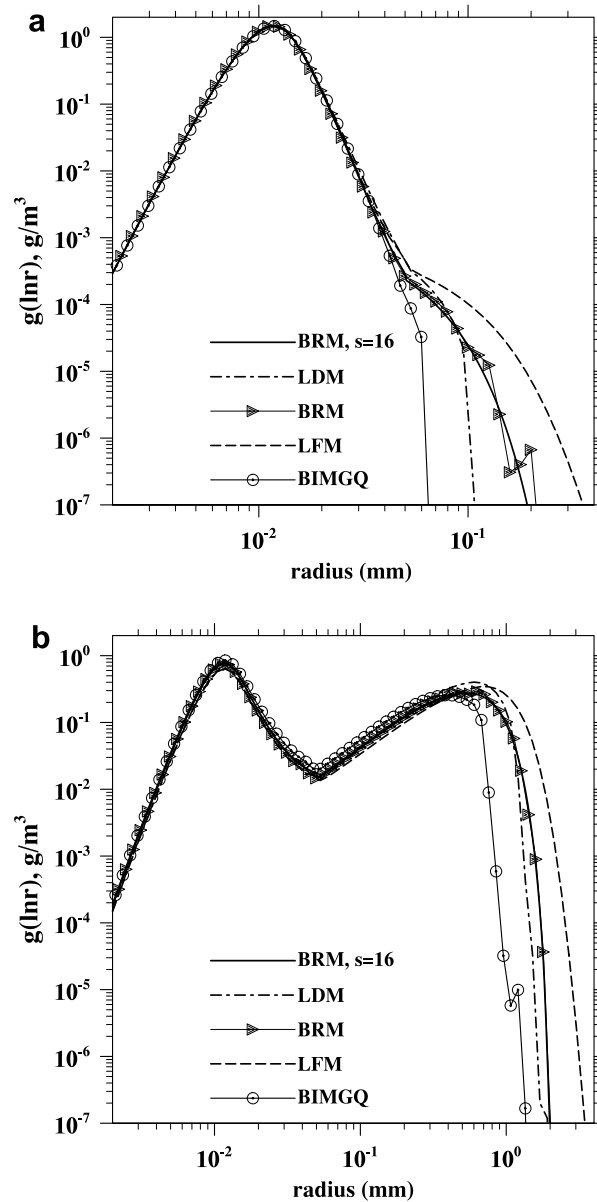 a
10^0
10^-1
10^-2
10^-3
10^-4
10^-5
10^-6
10^-7
g(lnr), g/m^3
BRM, s=16
LDM
BRM
LFM
BIMGQ
10^-2
10^-1
radius (mm)
b
10^0
10^-1
10^-2
10^-3
10^-4
10^-5
10^-6
10^-7
g(lnr), g/m^3
BRM, s=16
LDM
BRM
LFM
BIMGQ
10^-2
10^-1
10^0
radius (mm)